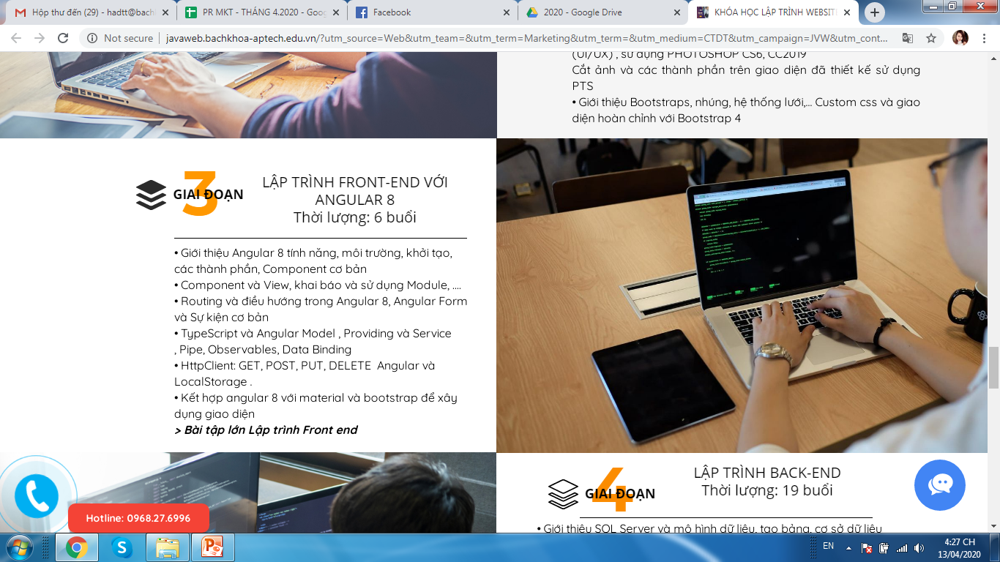 Hộp thư đến (29) - hadtt@bach
PR MKT - THÁNG 4.2020 - Goog
Facebook
2020 - Google Drive
KHÓA HỌC LẬP TRÌNH WEBSITE
Not secure
javaweb.bachkhoa-aptech.edu.vn/?utm_source=Web&utm_team=&utm_term=Marketing&utm_term=&utm_medium=CTDT&utm_campaign=JVW&utm_cont...
(UI/UX) , sử dụng PHOTOSHOP CS6, CC2019
Cắt ảnh và các thành phần trên giao diện đã thiết kế sử dụng
PTS
• Giới thiệu Bootstraps, nhúng, hệ thống lưới,... Custom css và giao
diện hoàn chỉnh với Bootstrap 4
3
GIAI ĐOẠN
LẬP TRÌNH FRONT-END VỚI
ANGULAR 8
Thời lượng: 6 buổi
• Giới thiệu Angular 8 tính năng, môi trường, khởi tạo,
các thành phần, Component cơ bản
• Component và View, khai báo và sử dụng Module, ....
• Routing và điều hướng trong Angular 8, Angular Form
và Sự kiện cơ bản
• TypeScript và Angular Model , Providing và Service
, Pipe, Observables, Data Binding
• HttpClient: GET, POST, PUT, DELETE Angular và
LocalStorage .
• Kết hợp angular 8 với material và bootstrap để xây
dụng giao diện
> Bài tập lớn Lập trình Front end
4
GIAI ĐOẠN
LẬP TRÌNH BACK-END
Thời lượng: 19 buổi
• Giới thiệu SQL Server và mô hình dữ liệu, tạo bảng, cơ sở dữ liệu
Hotline: 0968.27.6996
EN
4:27 CH
13/04/2020